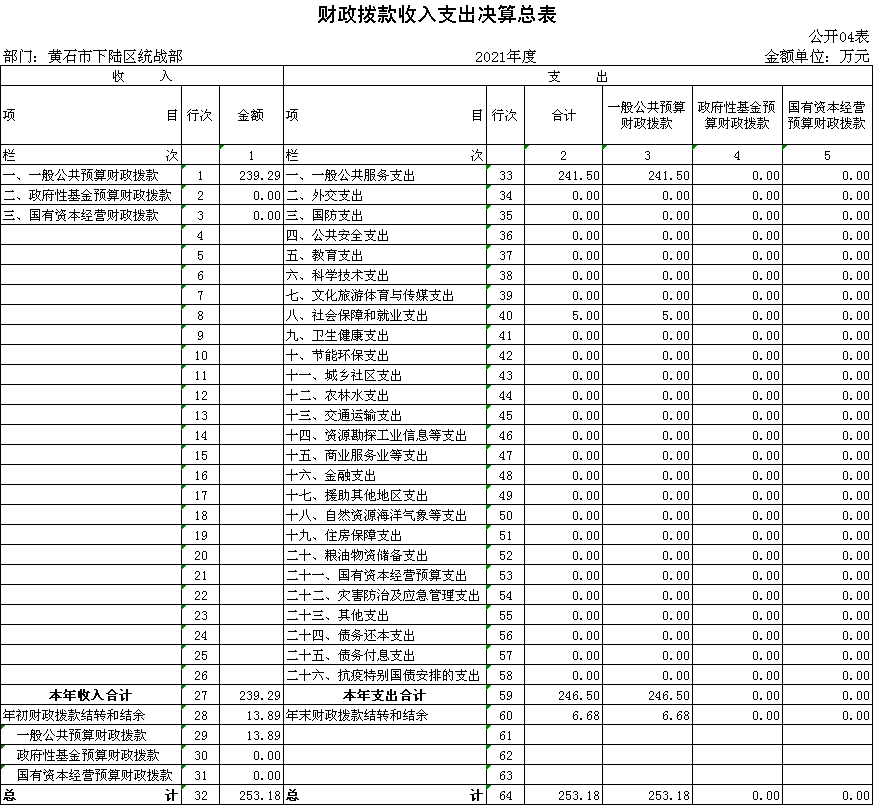 财政拨款收入支出决算总表
公开04表
部门：黄石市下陆区统战部 2021年度 金额单位：万元
收 入 支 出
项 目 行次 金额 项 目 行次 合计 一般公共预算财政拨款 政府性基金预算财政拨款 国有资本经营预算财政拨款
栏 次 1 栏 次 2 3 4 5
一、一般公共预算财政拨款 1 239.29 一、一般公共服务支出 33 241.50 241.50 0.00 0.00
二、政府性基金预算财政拨款 2 0.00 二、外交支出 34 0.00 0.00 0.00 0.00
三、国有资本经营财政拨款 3 0.00 三、国防支出 35 0.00 0.00 0.00 0.00
4 四、公共安全支出 36 0.00 0.00 0.00 0.00
5 五、教育支出 37 0.00 0.00 0.00 0.00
6 六、科学技术支出 38 0.00 0.00 0.00 0.00
7 七、文化旅游体育与传媒支出 39 0.00 0.00 0.00 0.00
8 八、社会保障和就业支出 40 5.00 5.00 0.00 0.00
9 九、卫生健康支出 41 0.00 0.00 0.00 0.00
10 十、节能环保支出 42 0.00 0.00 0.00 0.00
11 十一、城乡社区支出 43 0.00 0.00 0.00 0.00
12 十二、农林水支出 44 0.00 0.00 0.00 0.00
13 十三、交通运输支出 45 0.00 0.00 0.00 0.00
14 十四、资源勘探工业信息等支出 46 0.00 0.00 0.00 0.00
15 十五、商业服务业等支出 47 0.00 0.00 0.00 0.00
16 十六、金融支出 48 0.00 0.00 0.00 0.00
17 十七、援助其他地区支出 49 0.00 0.00 0.00 0.00
18 十八、自然资源海洋气象等支出 50 0.00 0.00 0.00 0.00
19 十九、住房保障支出 51 0.00 0.00 0.00 0.00
20 二十、粮油物资储备支出 52 0.00 0.00 0.00 0.00
21 二十一、国有资本经营预算支出 53 0.00 0.00 0.00 0.00
22 二十二、灾害防治及应急管理支出 54 0.00 0.00 0.00 0.00
23 二十三、其他支出 55 0.00 0.00 0.00 0.00
24 二十四、债务还本支出 56 0.00 0.00 0.00 0.00
25 二十五、债务付息支出 57 0.00 0.00 0.00 0.00
26 二十六、抗疫特别国债安排的支出 58 0.00 0.00 0.00 0.00
本年收入合计 27 239.29 本年支出合计 59 246.50 246.50 0.00 0.00
年初财政拨款结转和结余 28 13.89 年末财政拨款结转和结余 60 6.68 6.68 0.00 0.00
一般公共预算财政拨款 29 13.89 61
政府性基金预算财政拨款 30 0.00 62
国有资本经营预算财政拨款 31 0.00 63
总 计 32 253.18 总 计 64 253.18 253.18 0.00 0.00